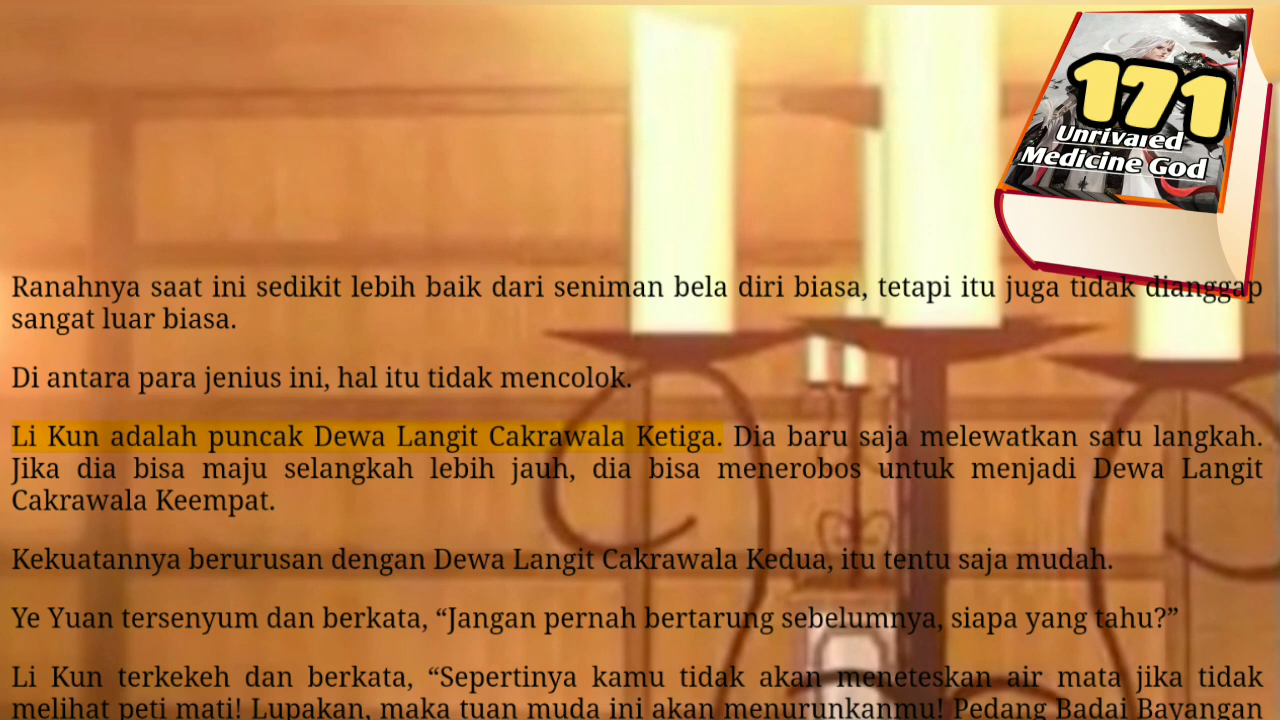 171
Unrivaled
Medicine God
Ranahnya saat ini sedikit lebih baik dari seniman bela diri biasa, tetapi itu juga tidak dianggap
sangat luar biasa.
Di antara para jenius ini, hal itu tidak mencolok.
Li Kun adalah puncak Dewa Langit Cakrawala Ketiga. Dia baru saja melewatkan satu langkah.
Jika dia bisa maju selangkah lebih jauh, dia bisa menerobos untuk menjadi Dewa Langit
Cakrawala Keempat.
Kekuatannya berurusan dengan Dewa Langit Cakrawala Kedua, itu tentu saja mudah.
Ye Yuan tersenyum dan berkata, “Jangan pernah bertarung sebelumnya, siapa yang tahu?”
Li Kun terkekeh dan berkata, “Sepertinya kamu tidak akan meneteskan air mata jika tidak
melihat peti mati! Lupakan, maka tuan muda ini akan menurunkanmu! Pedang Badai Bayangan